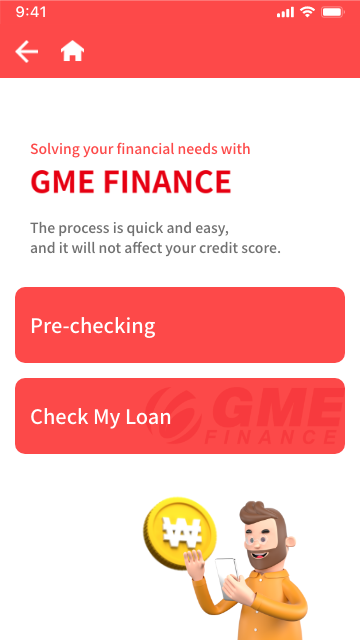 9:41
Solving your financial needs with
GME FINANCE
The process is quick and easy,
and it will not affect your credit score.
Pre-checking
Check My Loan
GME
FINANCE
₩